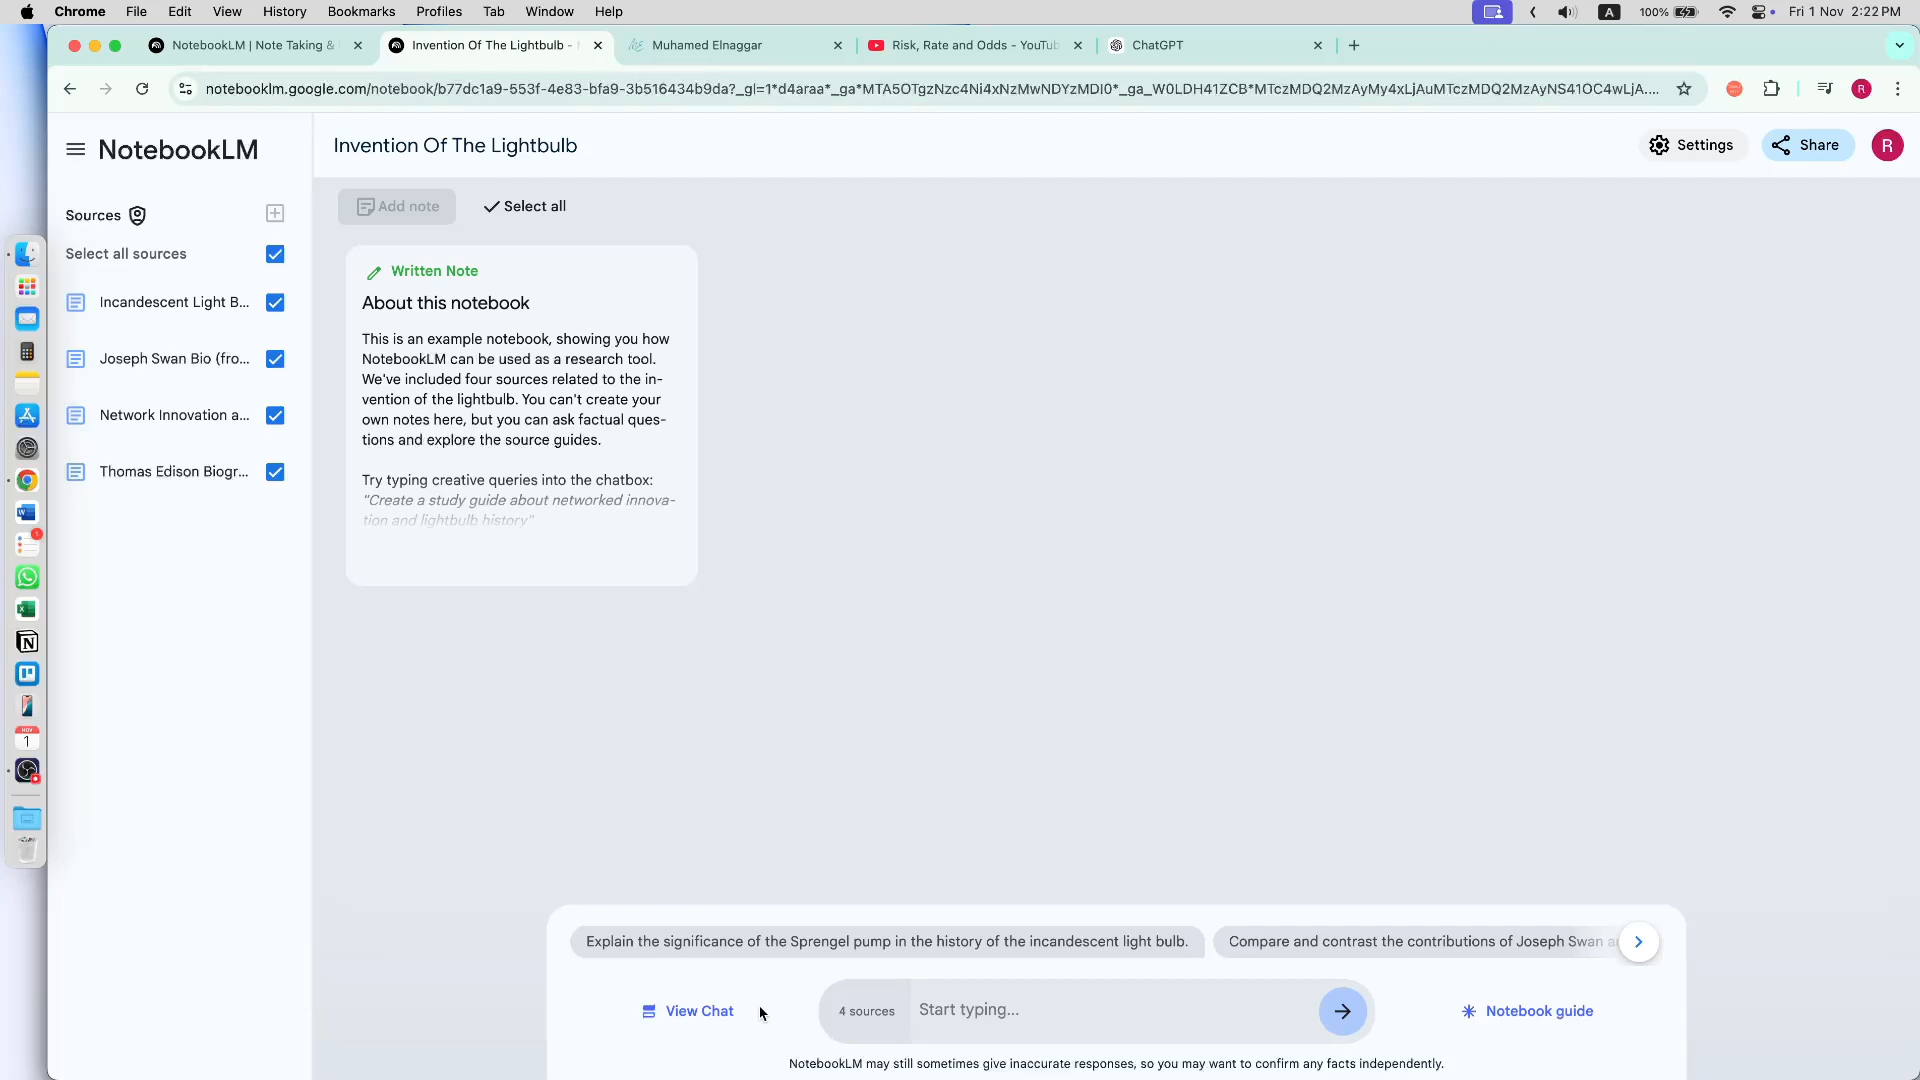 Chrome File Edit View History Bookmarks Profiles Tab Window Help A 100% Fri 1 Nov 2:22 PM
NotebookLM | Note Taking & Invention Of The Lightbulb - Muhamed Elnaggar Risk, Rate and Odds - YouTub ChatGPT
notebooklm.google.com/notebook/b77dc1a9-553f-4e83-bfa9-3b516434b9da?_gl=1*d4araa*_ga*MTA5OTgzNzc4Ni4xNzMwNDYzMDI0*_ga_W0LDH41ZCB*MTczMDQ2MzAyMy4xLjAuMTczMDQ2MzAyNS41OC4wLjA.... R
NotebookLM
Invention Of The Lightbulb
Settings
Share
R
Sources
Select all sources
Incandescent Light B...
Joseph Swan Bio (fro...
Network Innovation a...
Thomas Edison Biogr...
Add note
Select all
Written Note
About this notebook
This is an example notebook, showing you how
NotebookLM can be used as a research tool.
We've included four sources related to the in-
vention of the lightbulb. You can't create your
own notes here, but you can ask factual ques-
tions and explore the source guides.
Try typing creative queries into the chatbox:
"Create a study guide about networked innova-
tion and lightbulb history"
Explain the significance of the Sprengel pump in the history of the incandescent light bulb.
Compare and contrast the contributions of Joseph Swan a
View Chat
4 sources
Start typing...
Notebook guide
NotebookLM may still sometimes give inaccurate responses, so you may want to confirm any facts independently.
1
NOV
1